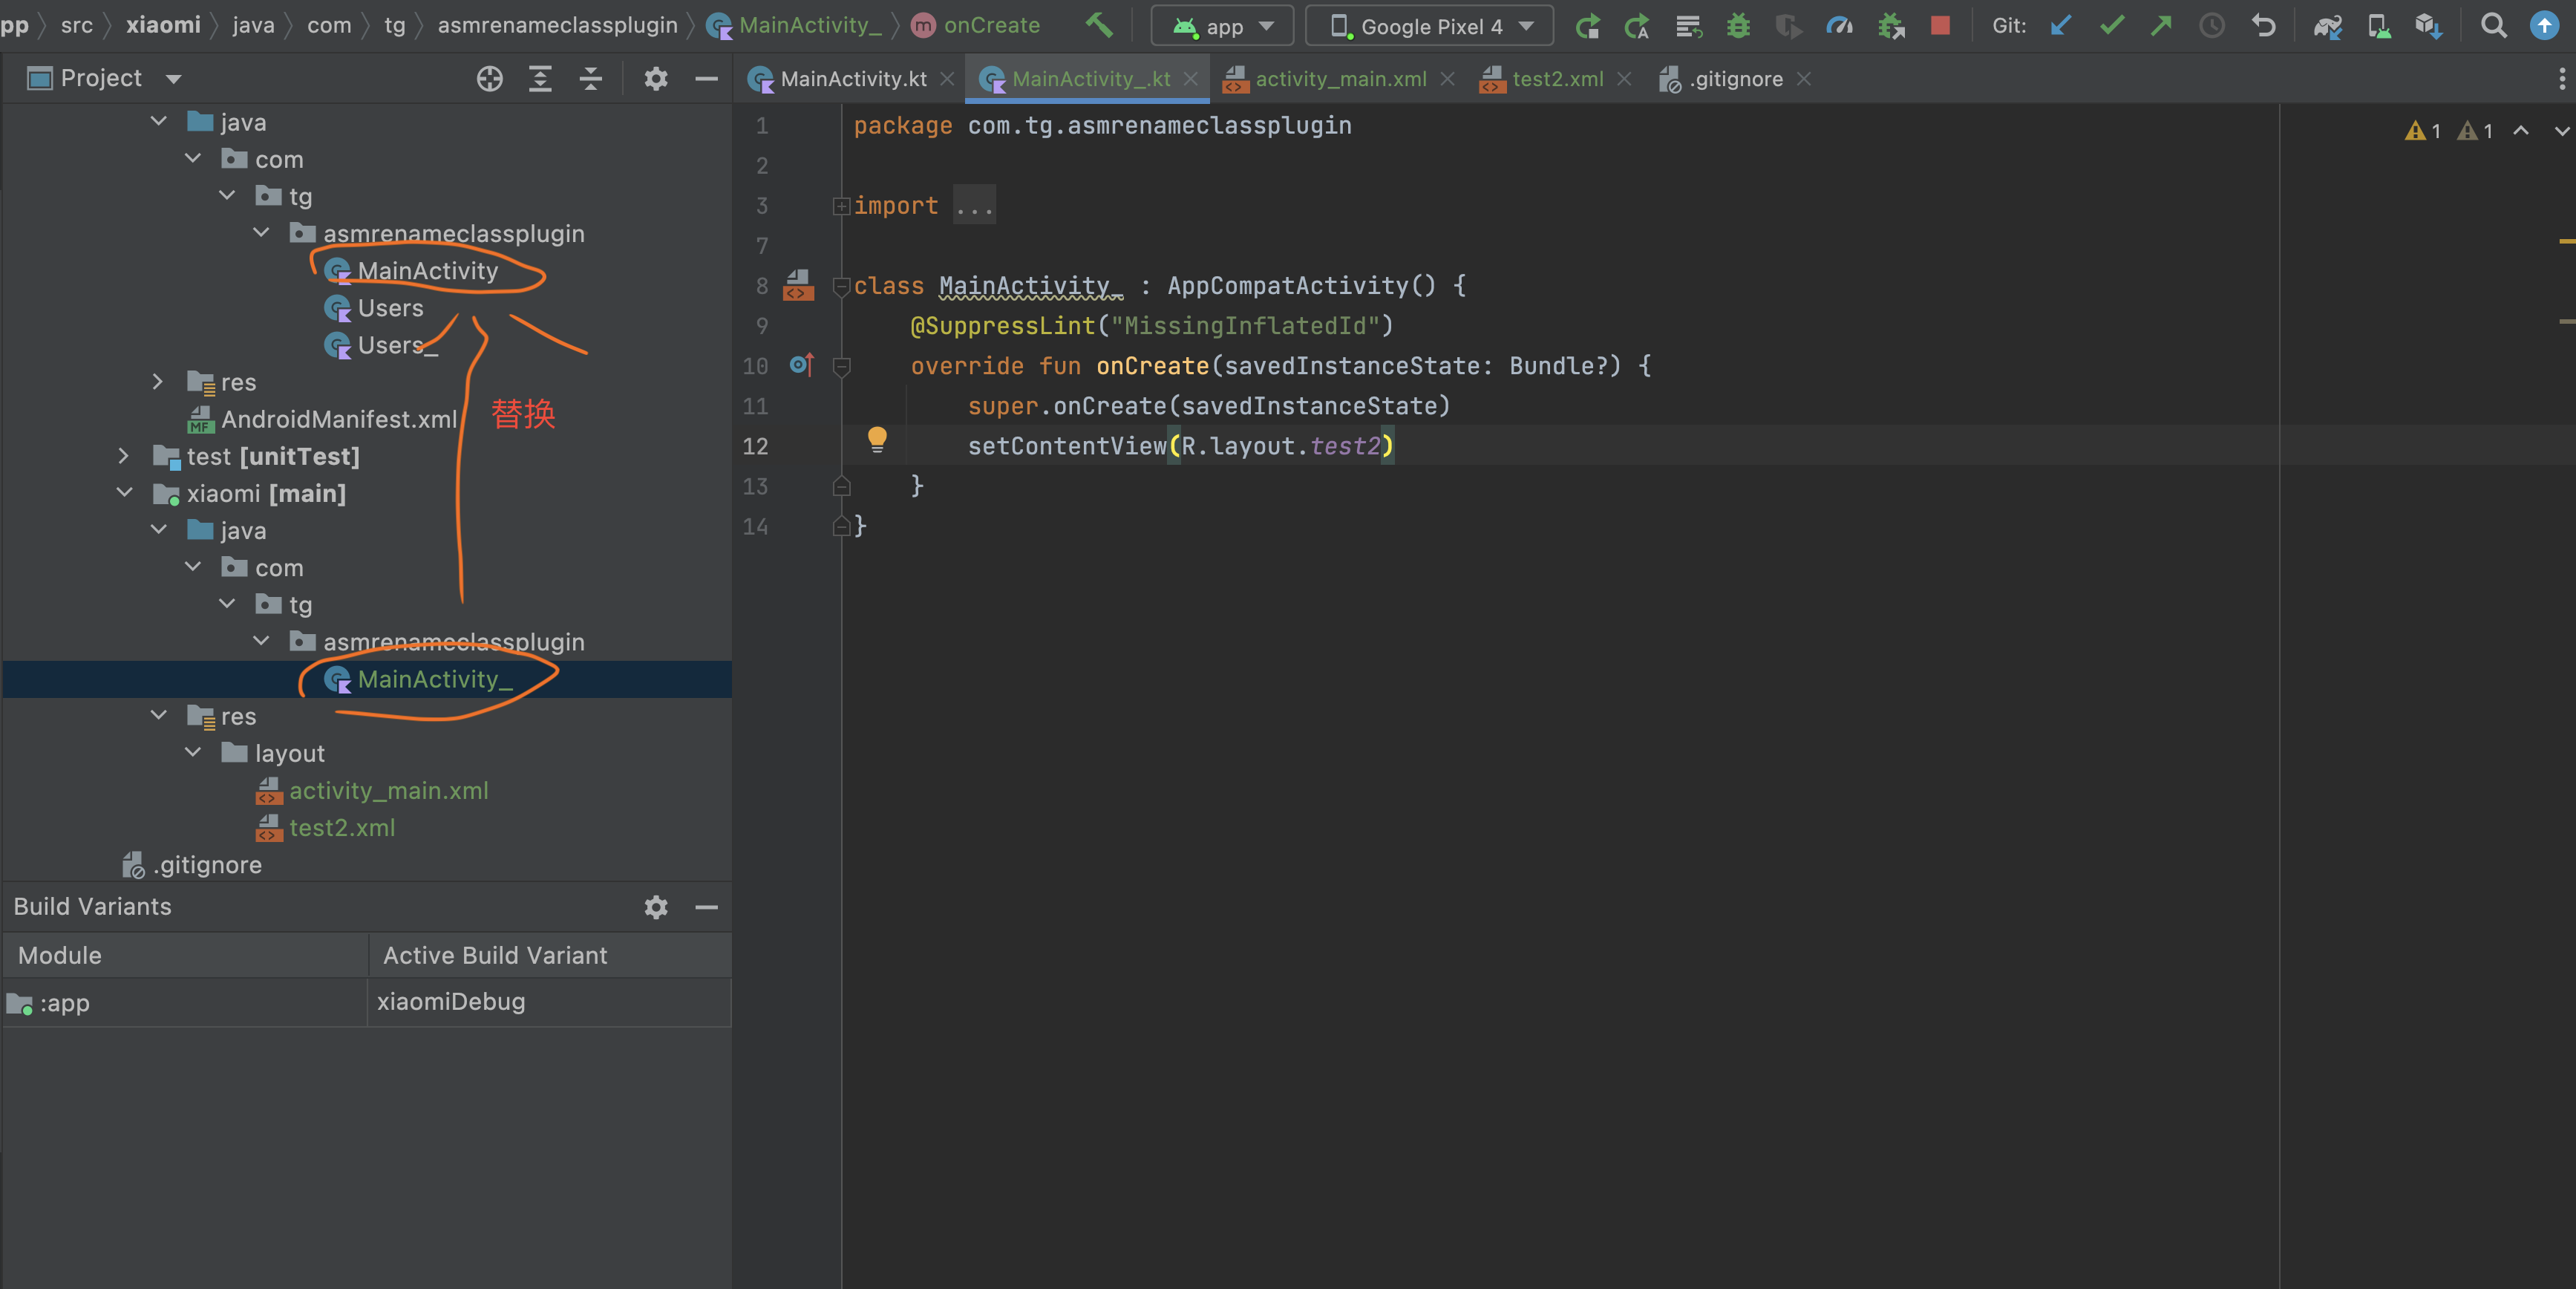 pp src xiaomi java com tg asmrenameclassplugin MainActivity_ onCreate app Google Pixel 4 Git:
Project
MainActivity.kt MainActivity_.kt activity_main.xml test2.xml .gitignore
java
com
tg
asmrenameclassplugin
MainActivity
Users
Users_
res
AndroidManifest.xml
替换
test [unitTest]
xiaomi [main]
java
com
tg
asmrenameclassplugin
MainActivity_
res
layout
activity_main.xml
test2.xml
.gitignore
Build Variants
Module Active Build Variant
:app xiaomiDebug
1 package com.tg.asmrenameclassplugin
2
3 import ...
7
8 class MainActivity_ : AppCompatActivity() {
9 @SuppressLint("MissingInflatedId")
10 override fun onCreate(savedInstanceState: Bundle?) {
11 super.onCreate(savedInstanceState)
12 setContentView(R.layout.test2)
13 }
14 }
1 1